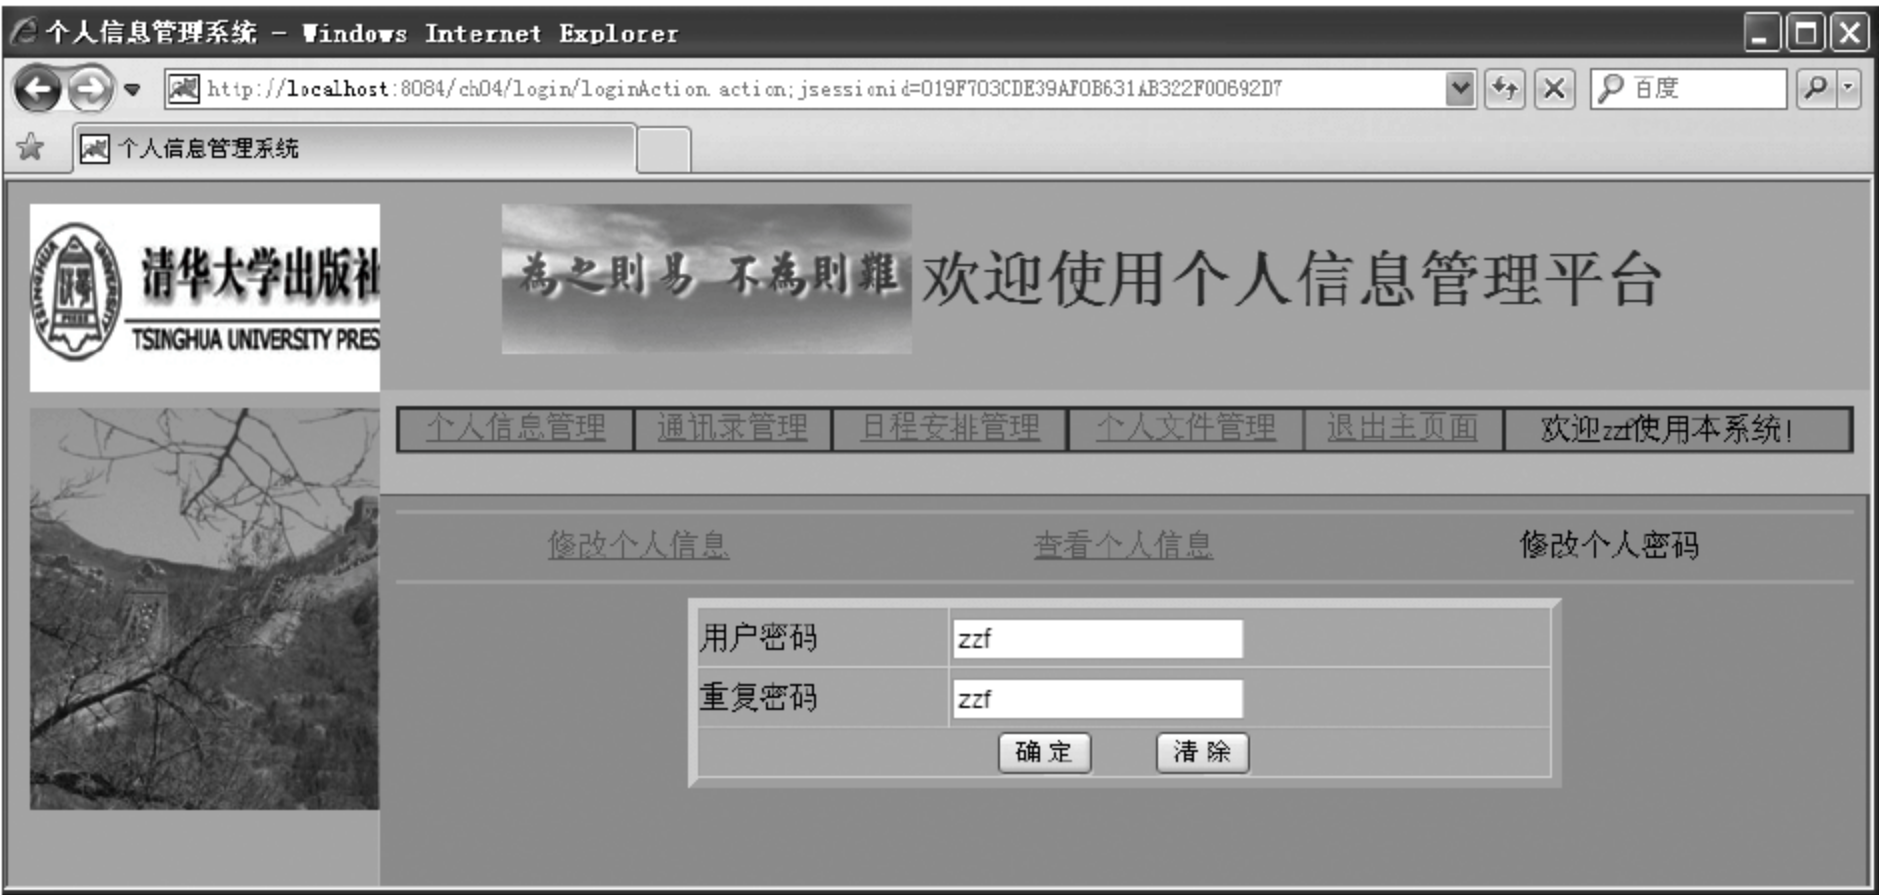 个人信息管理系统 - Windows Internet Explorer
http://localhost:8084/ch04/login/loginAction.action;jsessionid=019F703CDE39AF0B631AB322F00692D7
百度
个人信息管理系统
清华大学出版社
TSINGHUA UNIVERSITY PRES
為之則易 不為則難
欢迎使用个人信息管理平台
个人信息管理 通讯录管理 日程安排管理 个人文件管理 退出主页面 欢迎zzf使用本系统!
修改个人信息 查看个人信息 修改个人密码
用户密码 zzf
重复密码 zzf
确 定 清 除